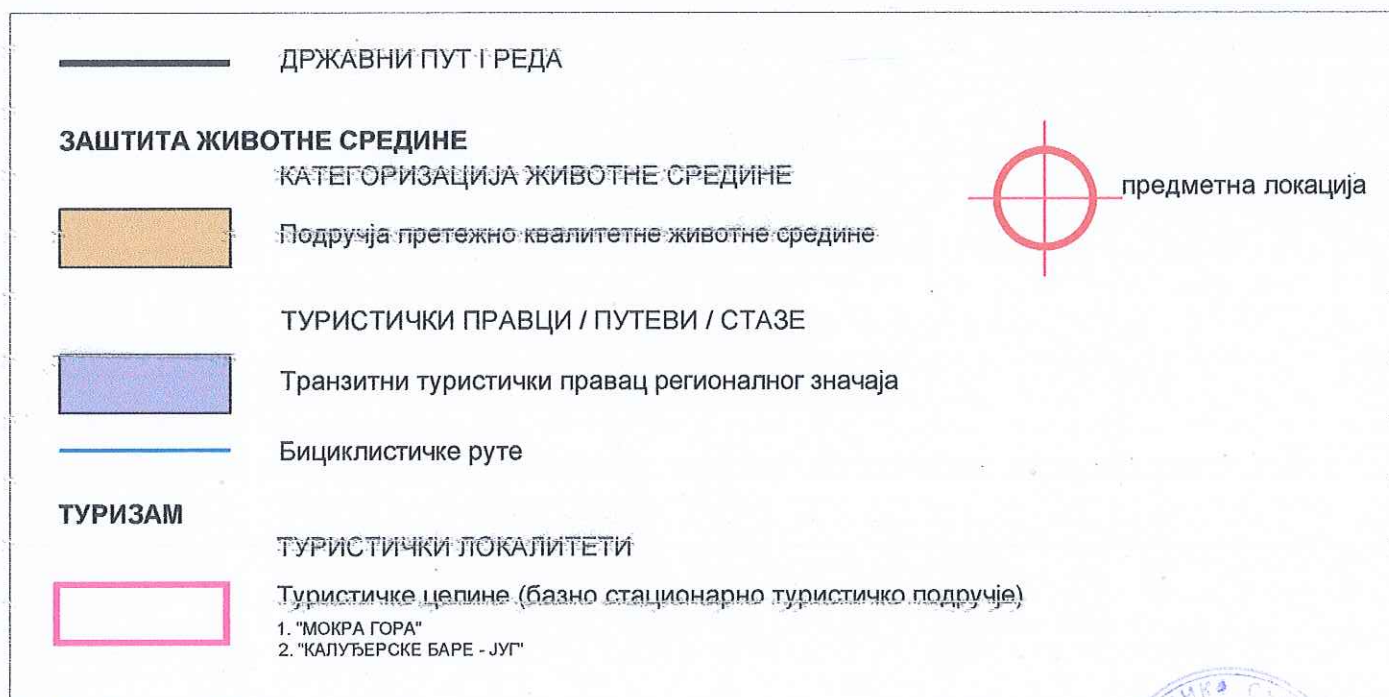 ДРЖАВНИ ПУТ I РЕДА
ЗАШТИТА ЖИВОТНЕ СРЕДИНЕ
КАТЕГОРИЗАЦИЈА ЖИВОТНЕ СРЕДИНЕ
Подручја претежно квалитетне животне средине
предметна локација
ТУРИСТИЧКИ ПРАВЦИ / ПУТЕВИ / СТАЗЕ
Транзитни туристички правац регионалног значаја
Бициклистичке руте
ТУРИЗАМ
ТУРИСТИЧКИ ЛОКАЛИТЕТИ
Туристичке целине (базно стационарно туристичко подручје)
1. "МОКРА ГОРА"
2. "КАЛУЂЕРСКЕ БАРЕ - ЈУГ"